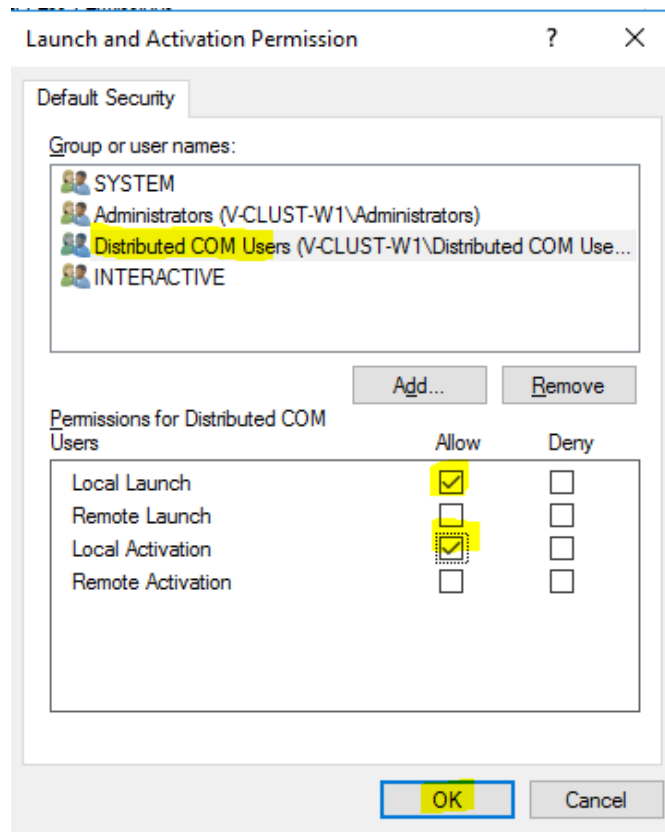 Launch and Activation Permission ? ×
Default Security
Group or user names:
SYSTEM
Administrators (V-CLUST-W1\Administrators)
Distributed COM Users (V-CLUST-W1\Distributed COM Use...
INTERACTIVE
Add... Remove
Permissions for Distributed COM
Users Allow Deny
Local Launch
Remote Launch
Local Activation
Remote Activation
OK Cancel